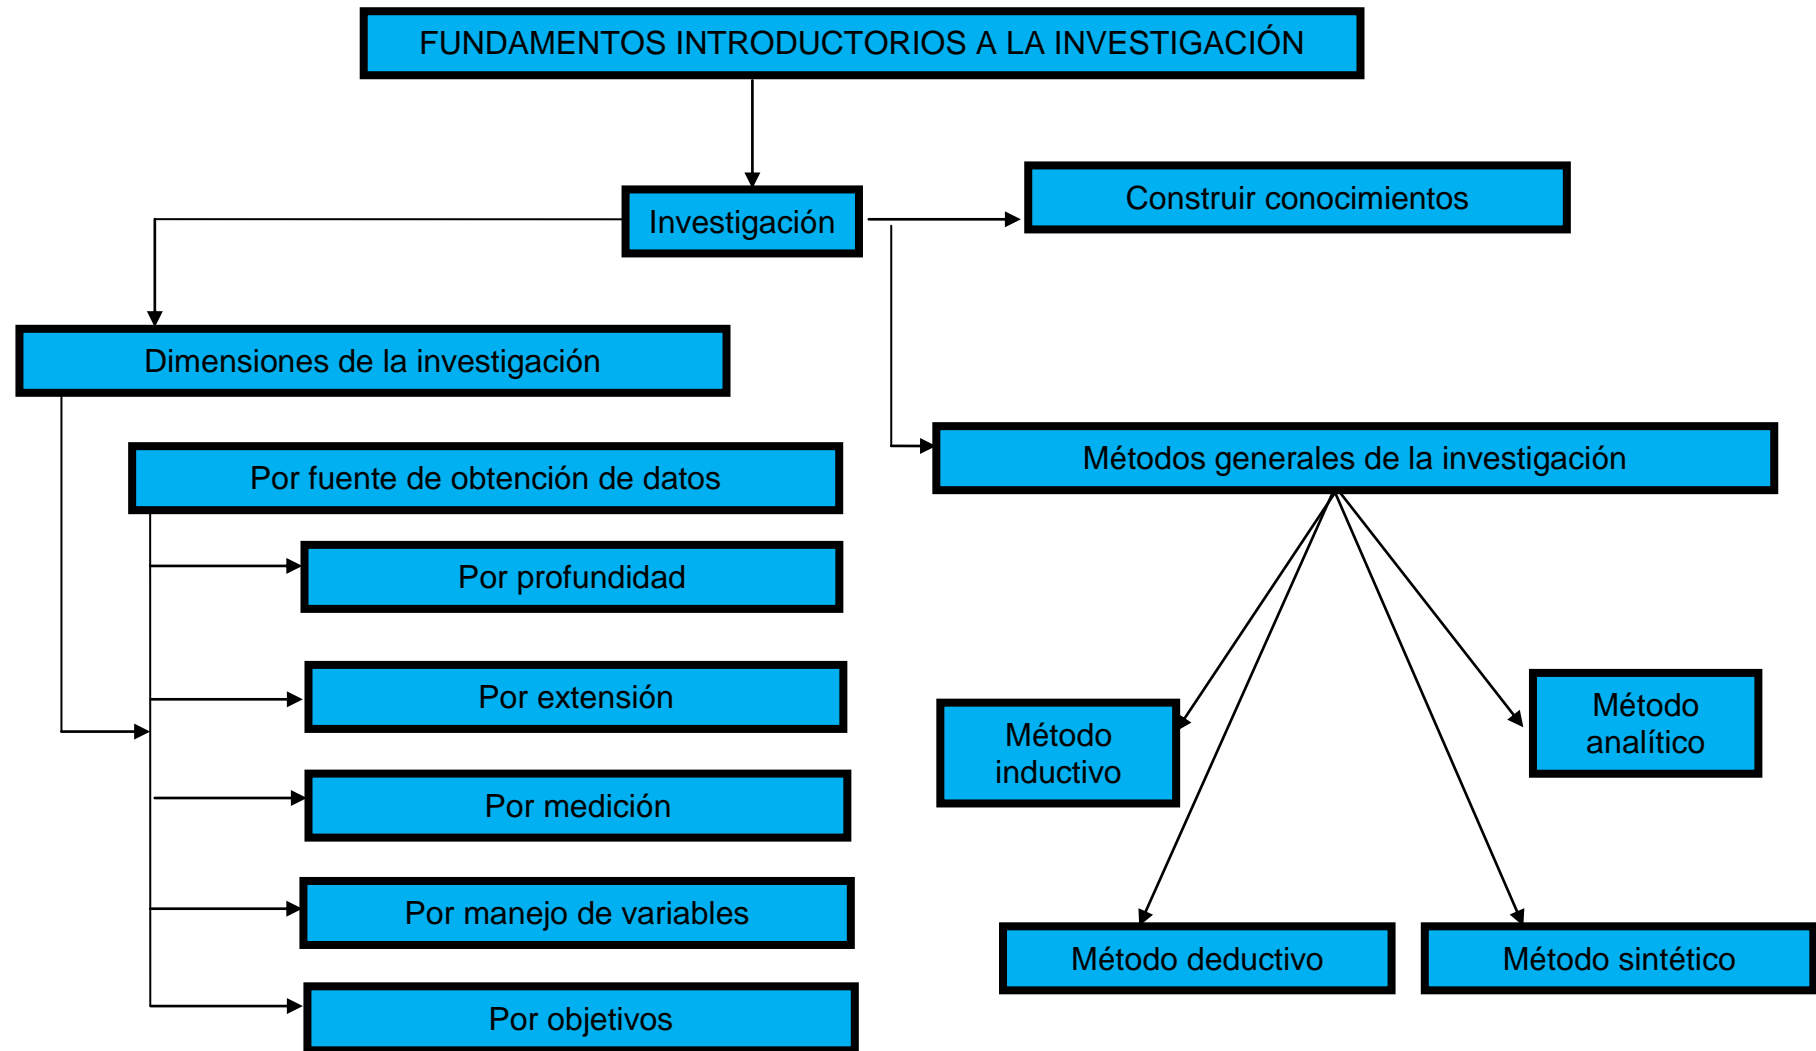 FUNDAMENTOS INTRODUCTORIOS A LA INVESTIGACIÓN
Construir conocimientos
Investigación
Dimensiones de la investigación
Por fuente de obtención de datos
Por profundidad
Por extensión
Por medición
Por manejo de variables
Por objetivos
Métodos generales de la investigación
Método
inductivo
Método
analítico
Método deductivo
Método sintético